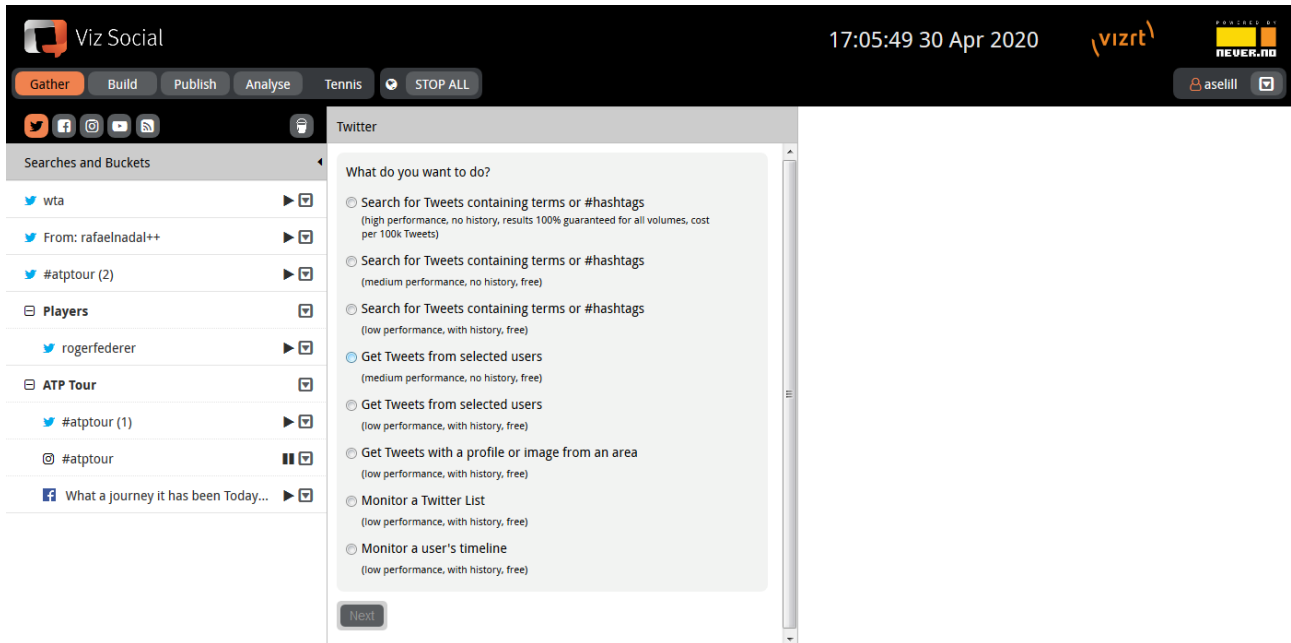 Viz Social
17:05:49 30 Apr 2020
vizrt
POWERED BY
NEVER.NO
Gather
Build
Publish
Analyse
Tennis
STOP ALL
aselill
Searches and Buckets
wta
From: rafaelnadal++
#atptour (2)
Players
rogerfederer
ATP Tour
#atptour (1)
#atptour
What a journey it has been Today...
Twitter
What do you want to do?
Search for Tweets containing terms or #hashtags
(high performance, no history, results 100% guaranteed for all volumes, cost
per 100k Tweets)
Search for Tweets containing terms or #hashtags
(medium performance, no history, free)
Search for Tweets containing terms or #hashtags
(low performance, with history, free)
Get Tweets from selected users
(medium performance, no history, free)
Get Tweets from selected users
(low performance, with history, free)
Get Tweets with a profile or image from an area
(low performance, with history, free)
Monitor a Twitter List
(low performance, with history, free)
Monitor a user's timeline
(low performance, with history, free)
Next